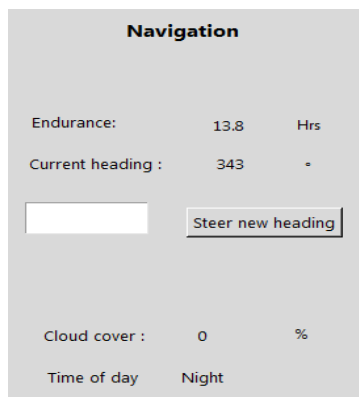 Navigation
Endurance: 13.8 Hrs
Current heading : 343 °
Steer new heading
Cloud cover : 0 %
Time of day Night